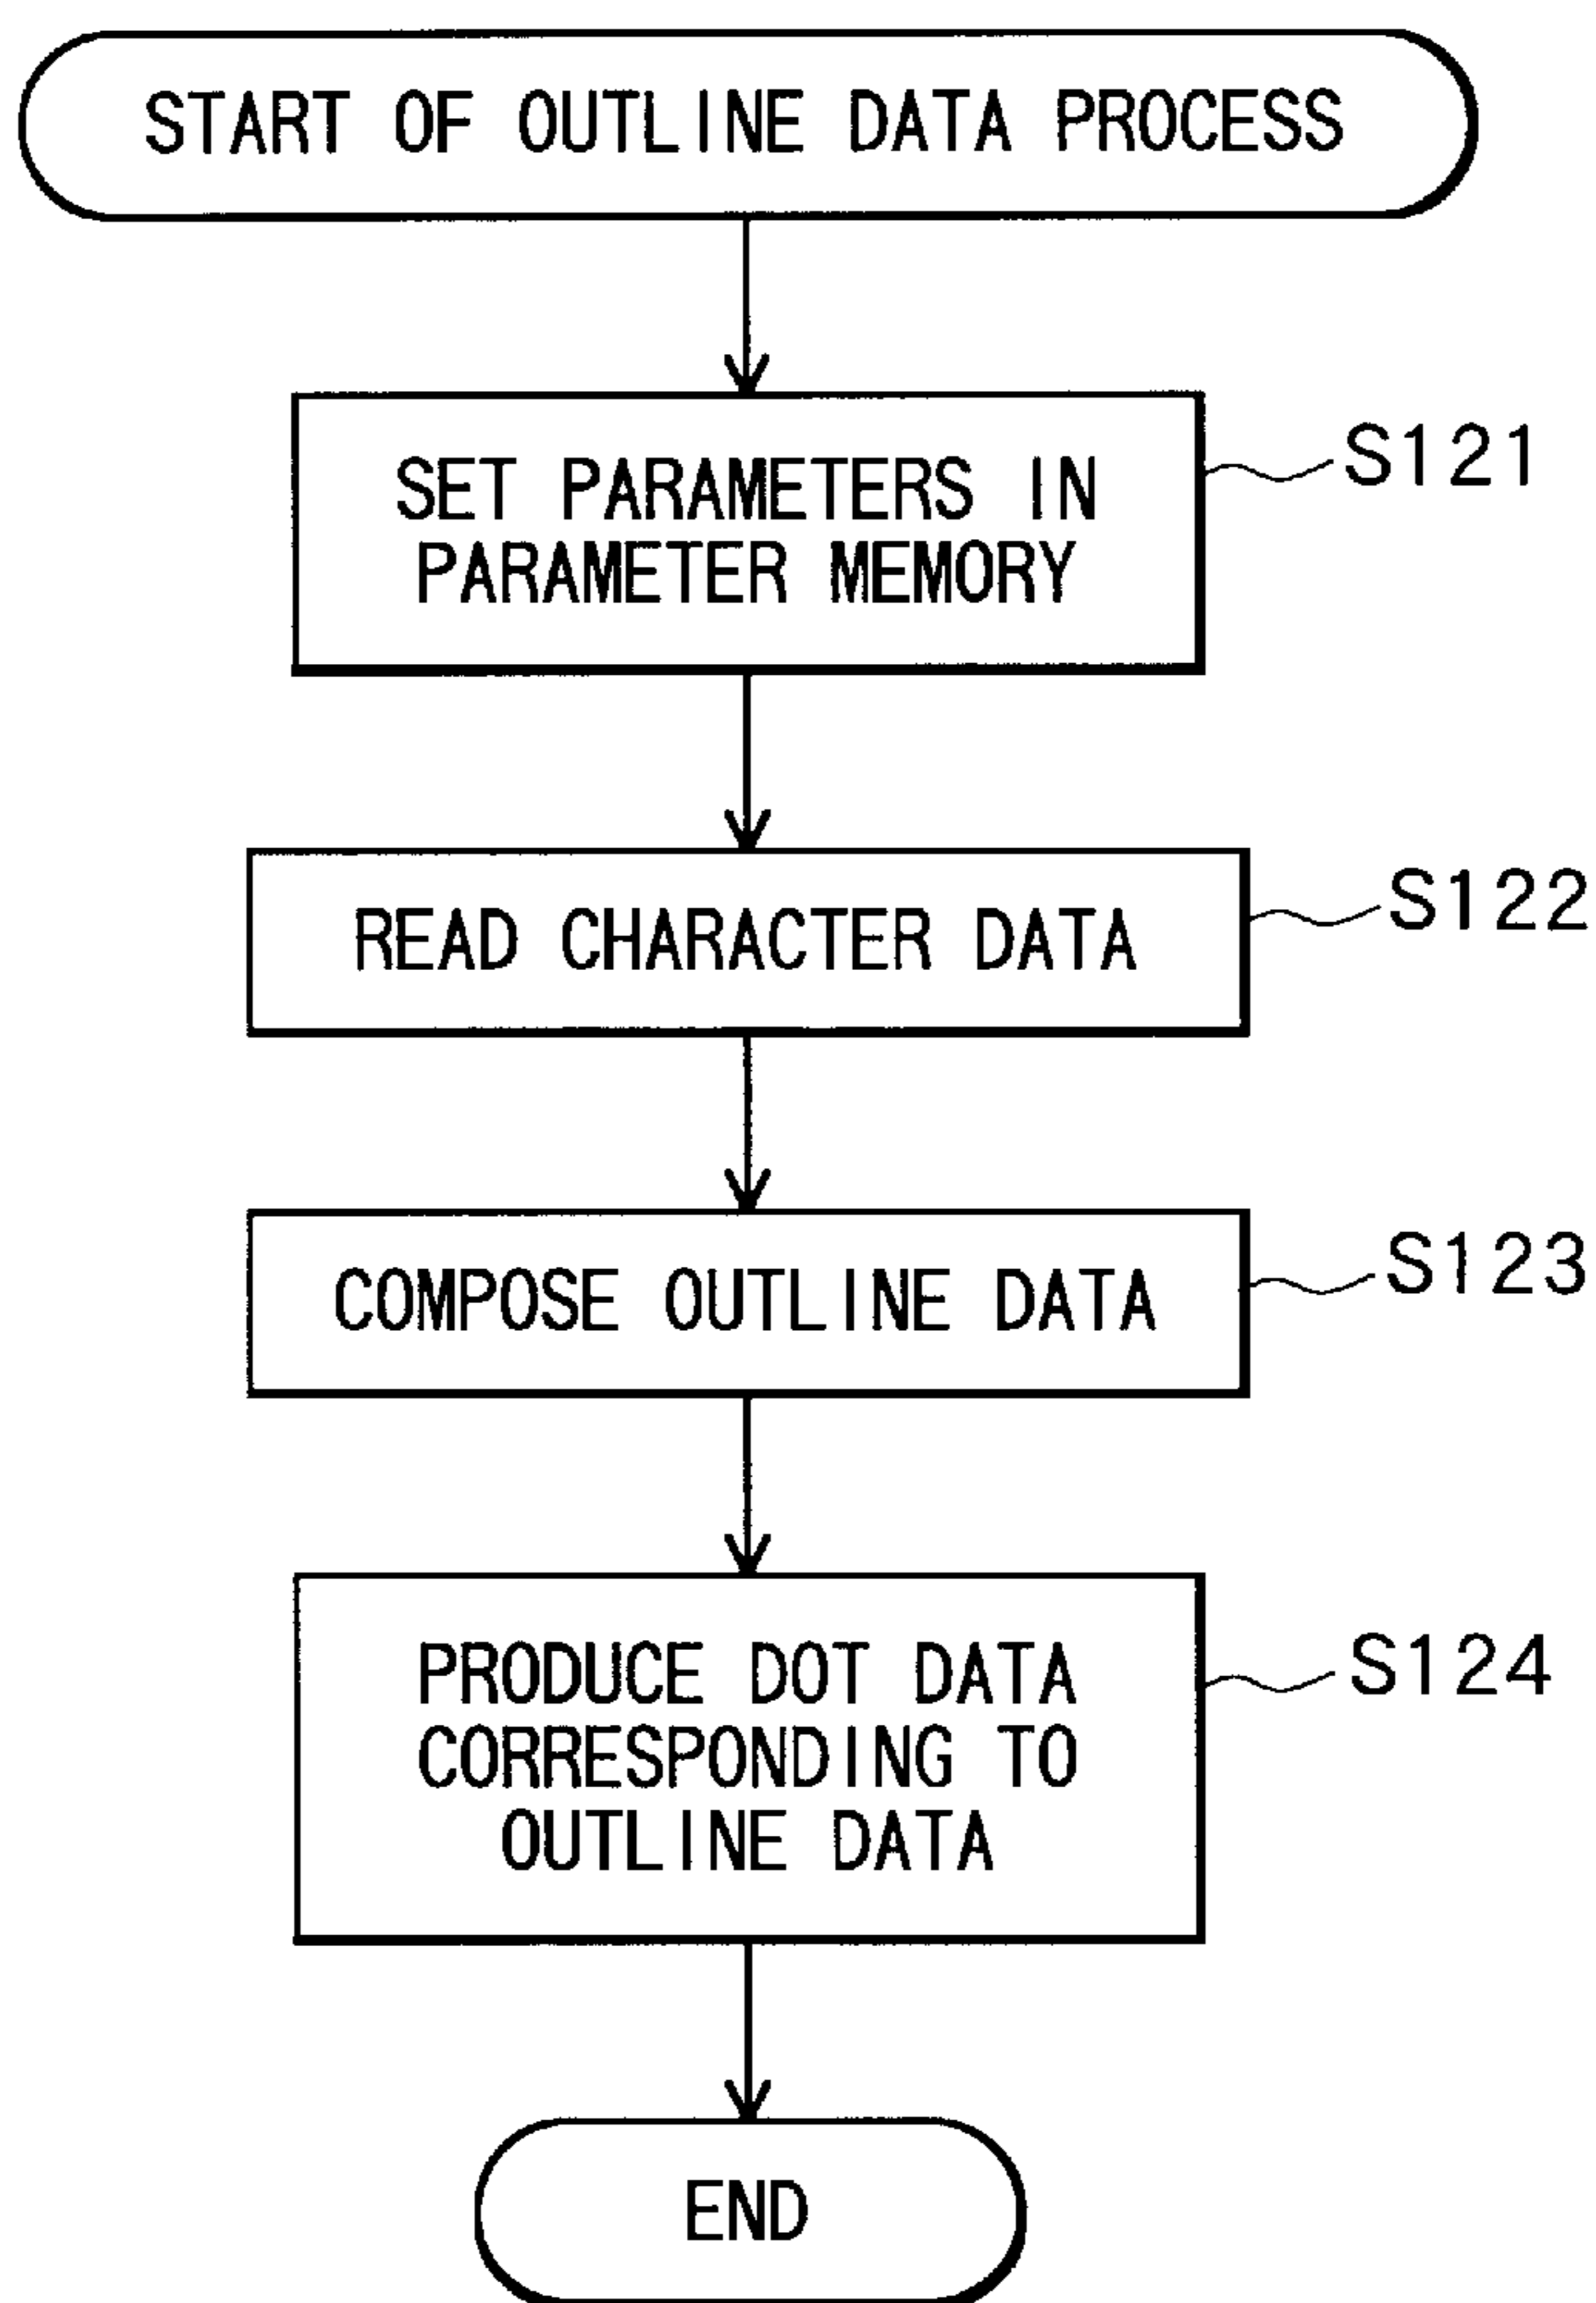 START OF OUTLINE DATA PROCESS
SET PARAMETERS IN
PARAMETER MEMORY
S121
READ CHARACTER DATA
S122
COMPOSE OUTLINE DATA
S123
PRODUCE DOT DATA
CORRESPONDING TO
OUTLINE DATA
S124
END